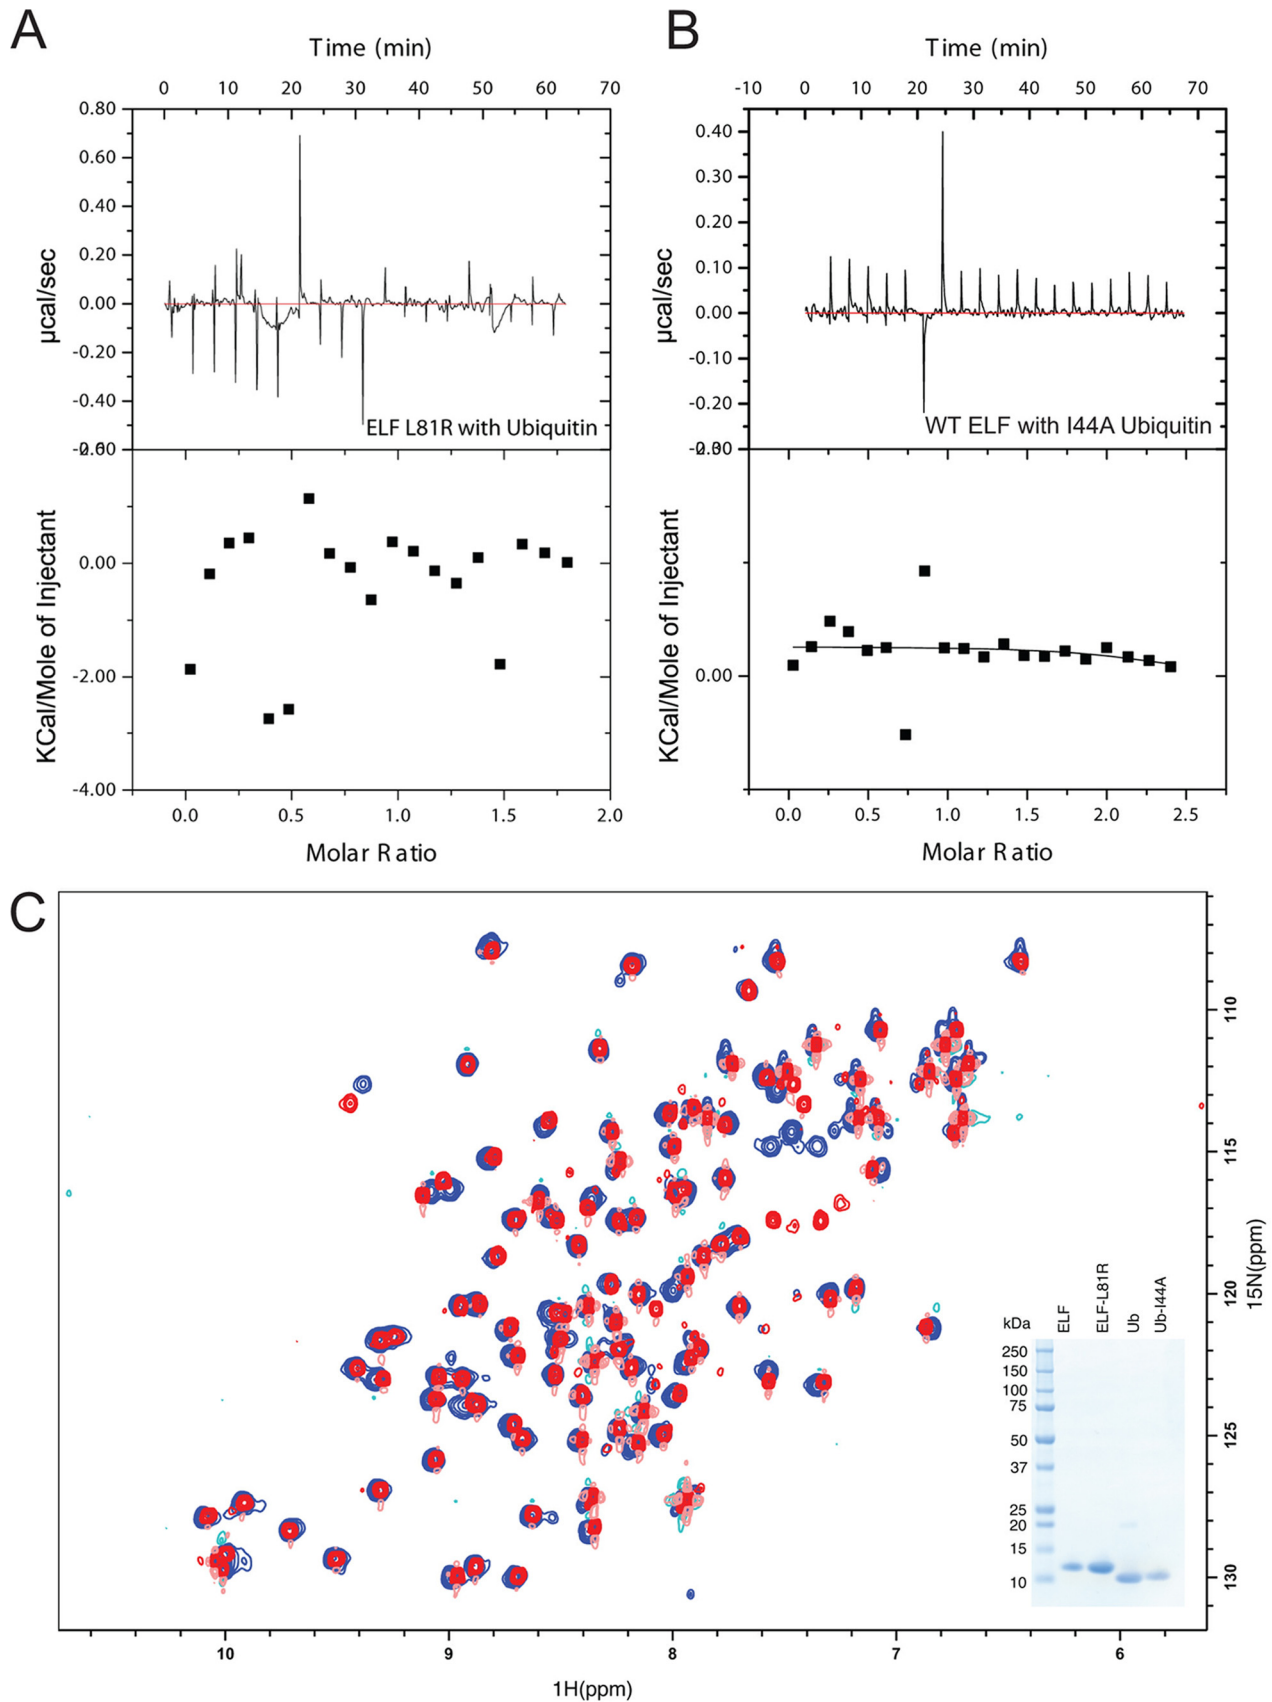 A
Time (min)
0 10 20 30 40 50 60 70
0.80
0.60
0.40
0.20
0.00
-0.20
-0.40
µcal/sec
ELF L81R with Ubiquitin
0.00
-2.00
-4.00
KCal/Mole of Injectant
0.0 0.5 1.0 1.5 2.0
Molar Ratio
B
Time (min)
-10 0 10 20 30 40 50 60 70
0.40
0.30
0.20
0.10
0.00
-0.10
-0.20
µcal/sec
WT ELF with I44A Ubiquitin
0.00
KCal/Mole of Injectant
0.0 0.5 1.0 1.5 2.0 2.5
Molar Ratio
C
110
115
120
125
130
15N(ppm)
kDa ELF ELF-L81R Ub Ub-I44A
250
150
100
75
50
37
25
20
15
10
10 9 8 7 6
1H(ppm)